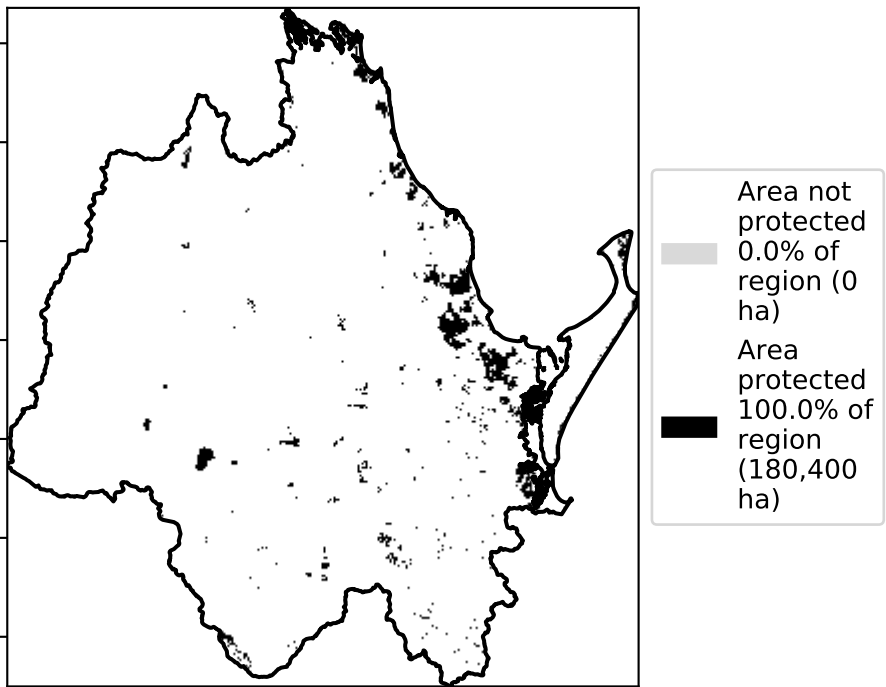 Area not
protected
0.0% of
region (0
ha)
Area
protected
100.0% of
region
(180,400
ha)